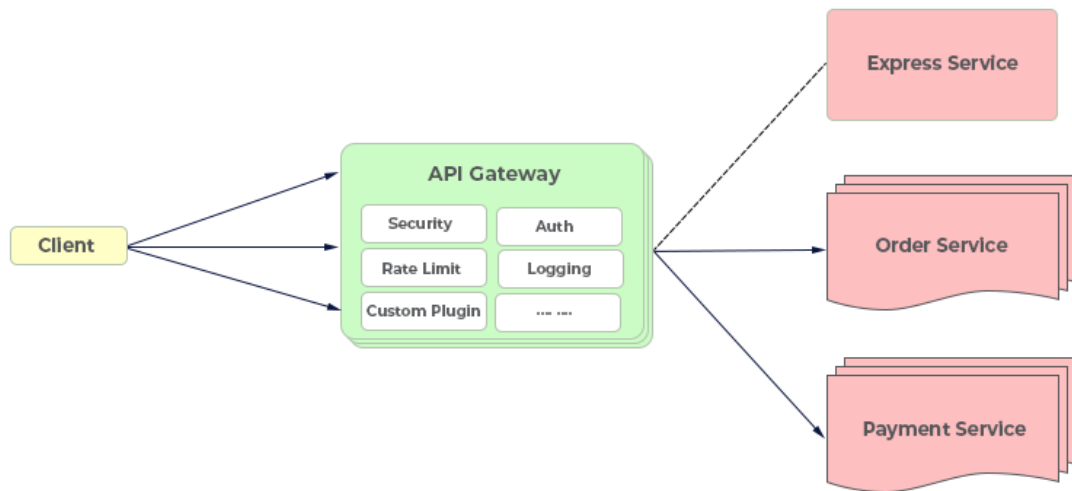 Express Service
API Gateway
Security
Auth
Client
Order Service
Rate Limit
Logging
Custom Plugin
.... ....
Payment Service